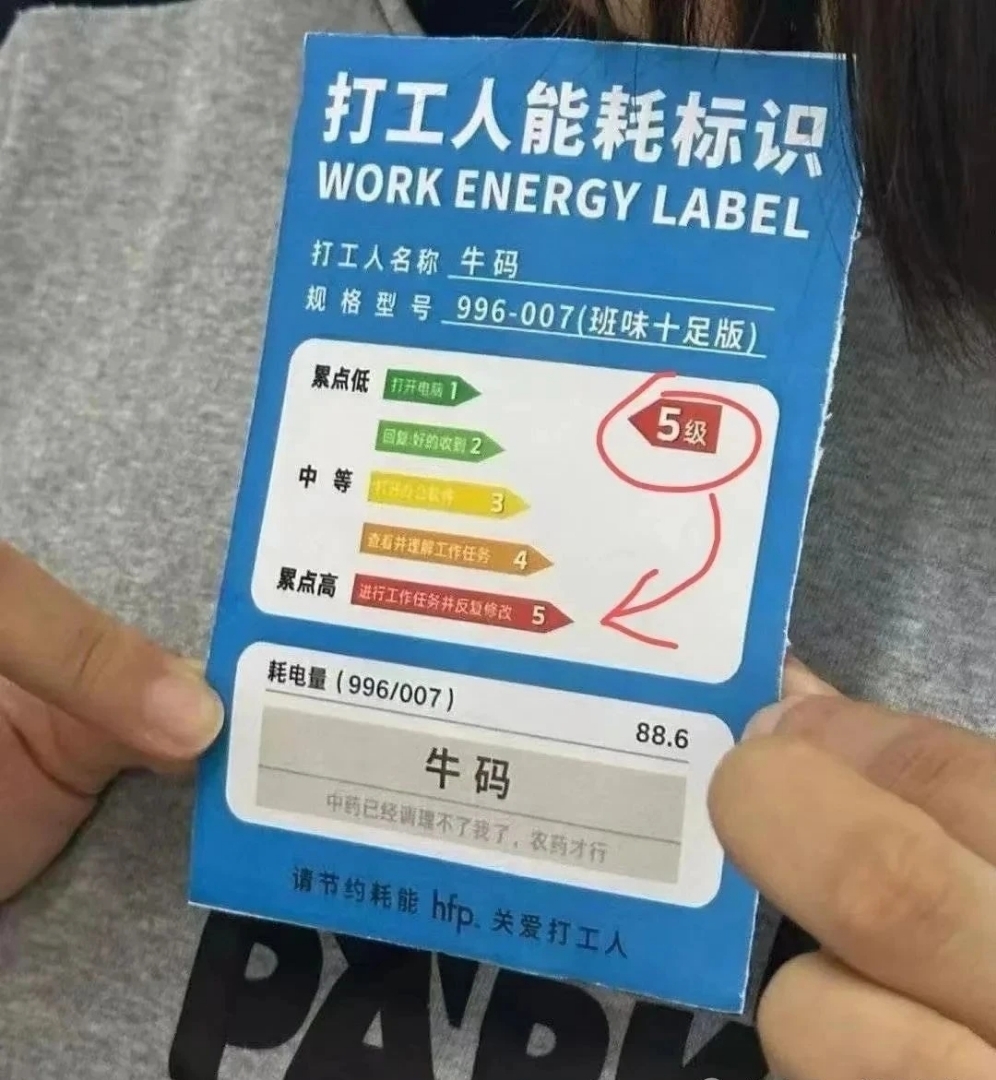 打工人能耗标识
WORK ENERGY LABEL
打工人名称 牛码
规格型号 996-007(班味十足版)
累点低 打开电脑 1
5级
回复:好的收到 2
中等 打开办公软件 3
查看并理解工作任务 4
累点高 进行工作任务并反复修改 5
耗电量(996/007)
88.6
牛码
中药已经调理不了我了，农药才行
请节约耗能 hfp. 关爱打工人
PARK